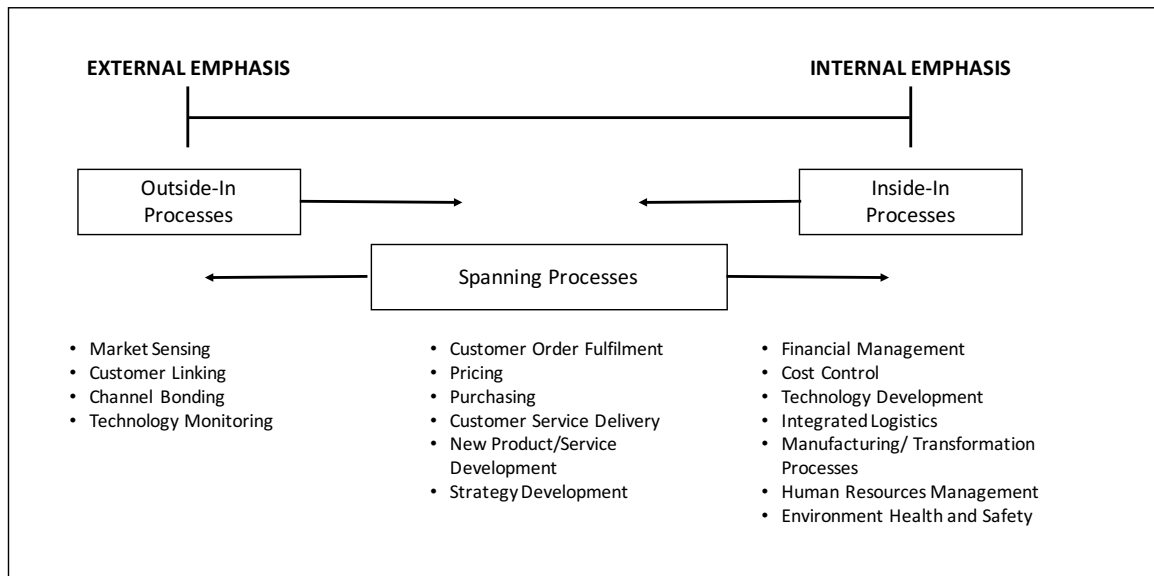 EXTERNAL EMPHASIS
INTERNAL EMPHASIS
Outside-In
Processes
Inside-In
Processes
Spanning Processes
• Market Sensing
• Customer Linking
• Channel Bonding
• Technology Monitoring
• Customer Order Fulfilment
• Pricing
• Purchasing
• Customer Service Delivery
• New Product/Service
Development
• Strategy Development
• Financial Management
• Cost Control
• Technology Development
• Integrated Logistics
• Manufacturing/ Transformation
Processes
• Human Resources Management
• Environment Health and Safety